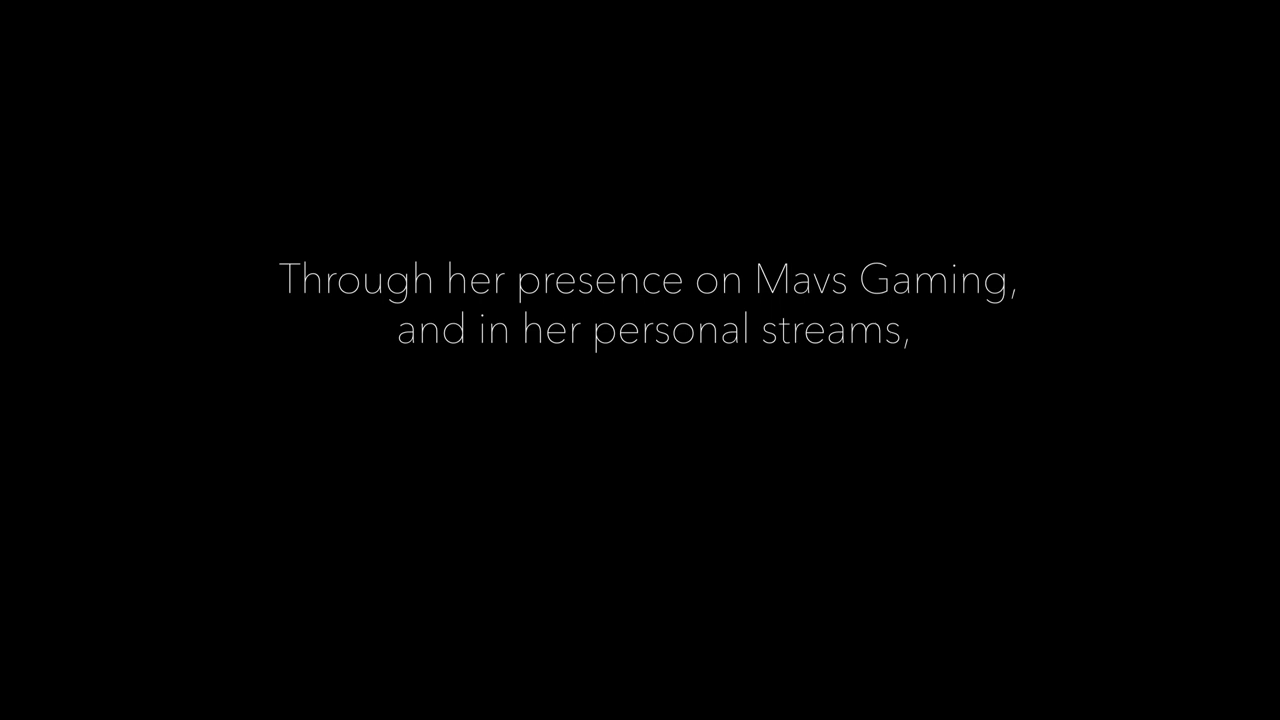 Through her presence on Mavs Gaming,
and in her personal streams,